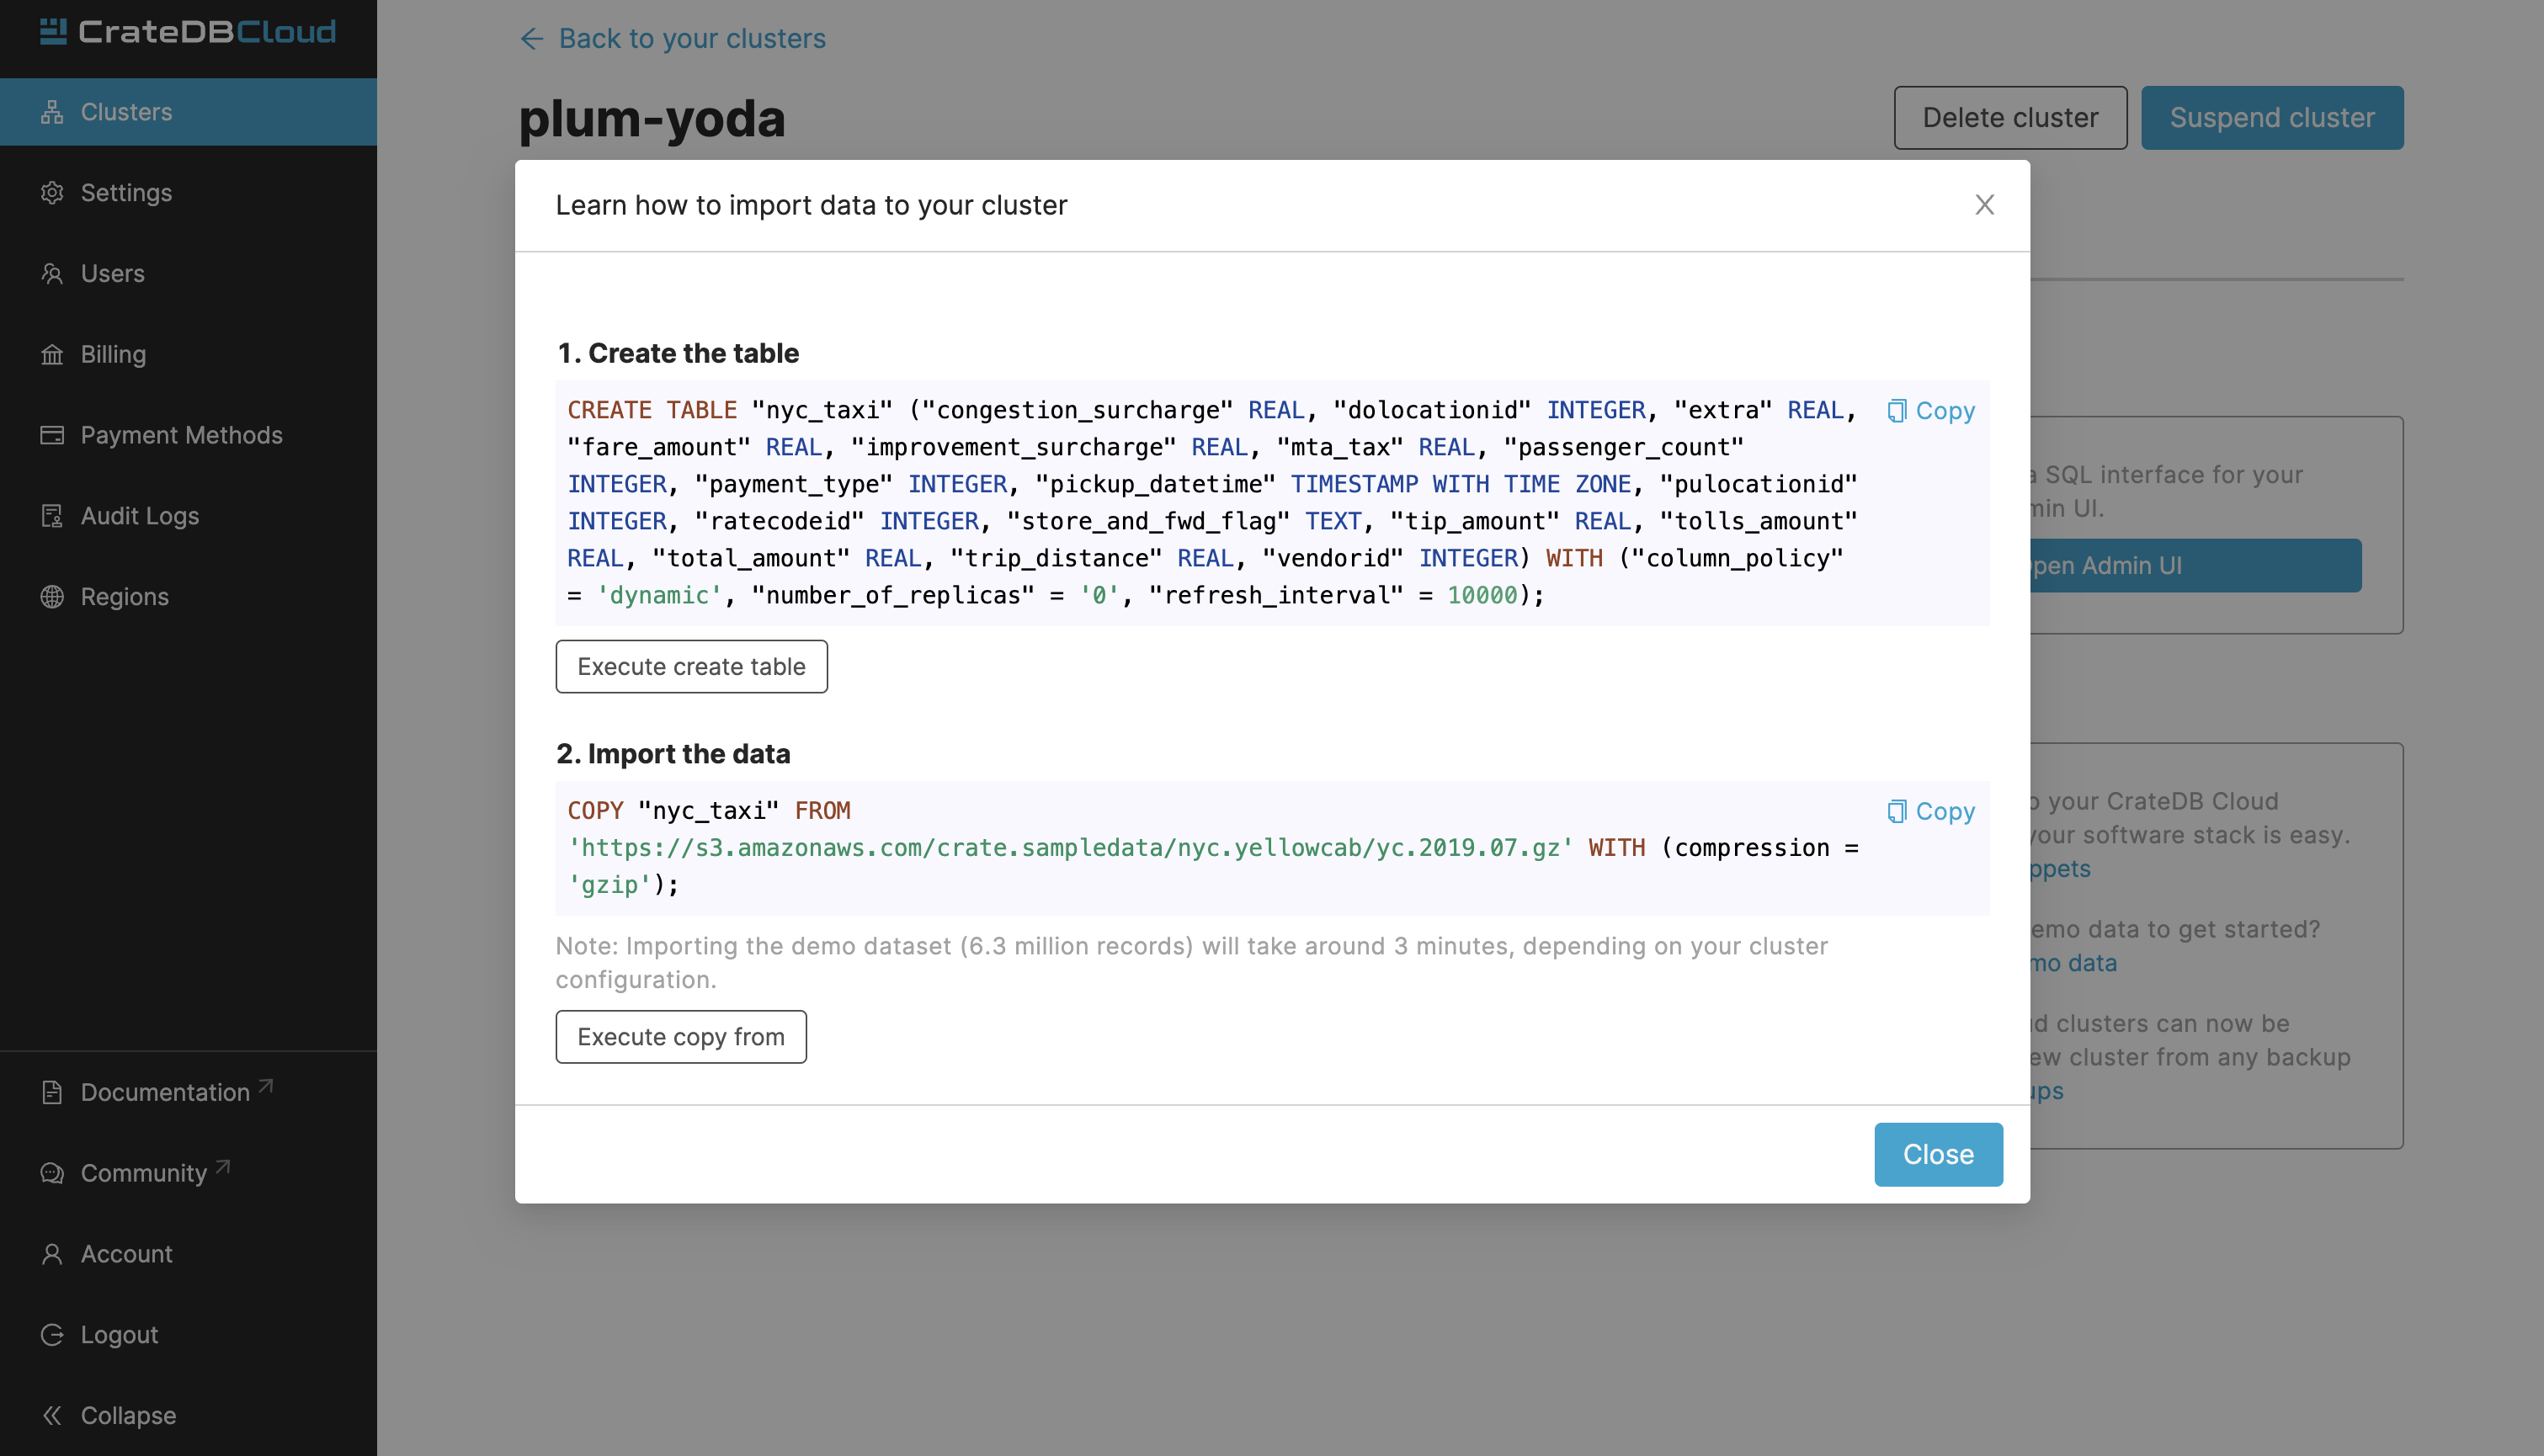 CrateDBCloud
Clusters
Settings
Users
Billing
Payment Methods
Audit Logs
Regions
Documentation
Community
Account
Logout
Collapse
Back to your clusters
plum-yoda
Delete cluster
Suspend cluster
Learn how to import data to your cluster
1. Create the table
CREATE TABLE "nyc_taxi" ("congestion_surcharge" REAL, "dolocationid" INTEGER, "extra" REAL,
"fare_amount" REAL, "improvement_surcharge" REAL, "mta_tax" REAL, "passenger_count"
INTEGER, "payment_type" INTEGER, "pickup_datetime" TIMESTAMP WITH TIME ZONE, "pulocationid"
INTEGER, "ratecodeid" INTEGER, "store_and_fwd_flag" TEXT, "tip_amount" REAL, "tolls_amount"
REAL, "total_amount" REAL, "trip_distance" REAL, "vendorid" INTEGER) WITH ("column_policy"
= 'dynamic', "number_of_replicas" = '0', "refresh_interval" = 10000);
Copy
Execute create table
2. Import the data
COPY "nyc_taxi" FROM
'https://s3.amazonaws.com/crate.sampledata/nyc.yellowcab/yc.2019.07.gz' WITH (compression =
'gzip');
Copy
Note: Importing the demo dataset (6.3 million records) will take around 3 minutes, depending on your cluster
configuration.
Execute copy from
Close
a SQL interface for your
UI.
Admin UI
your CrateDB Cloud
your software stack is easy.
data to get started?
data
clusters can now be
cluster from any backup